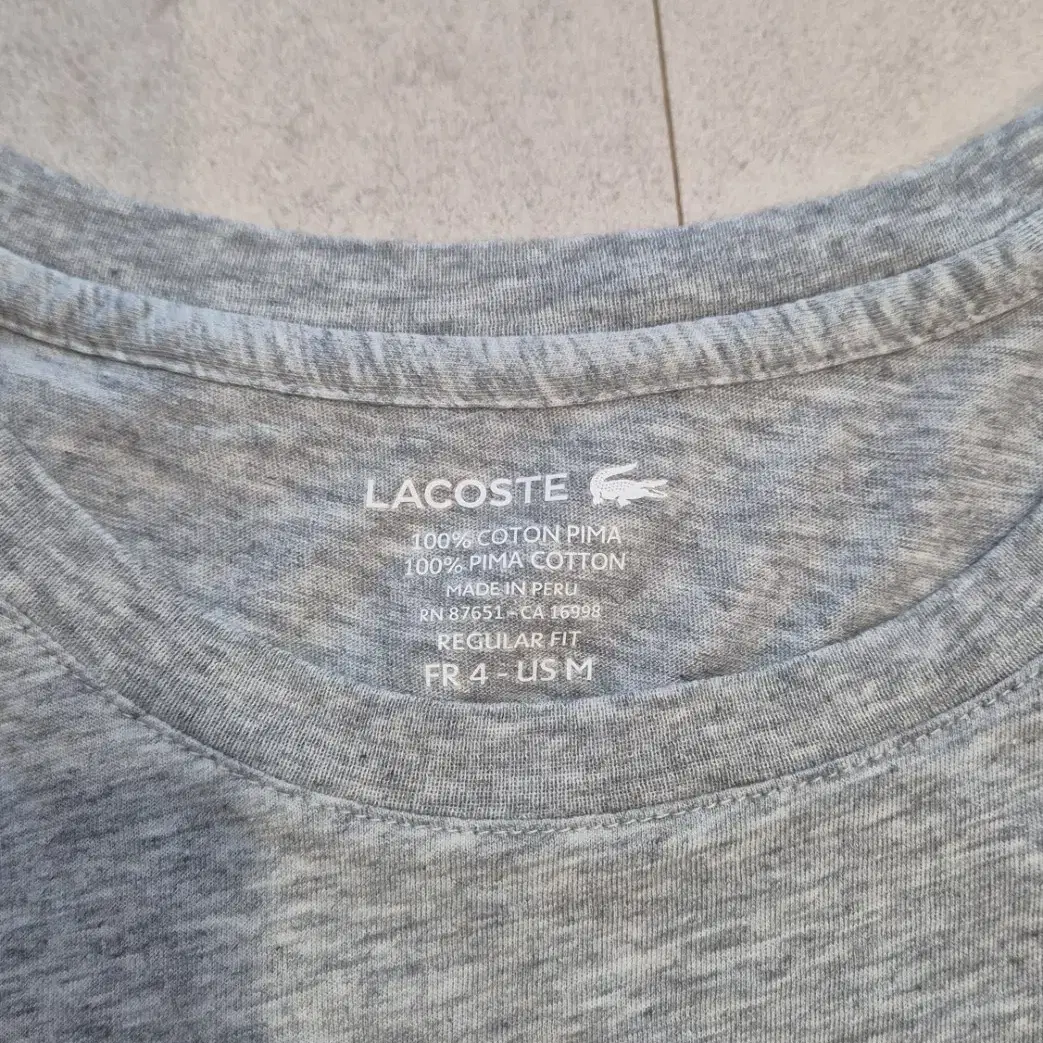 LACOSTE
100% COTON PIMA
100% PIMA COTTON
MADE IN PERU
RN 87651 - CA 16998
REGULAR FIT
FR 4 - US M